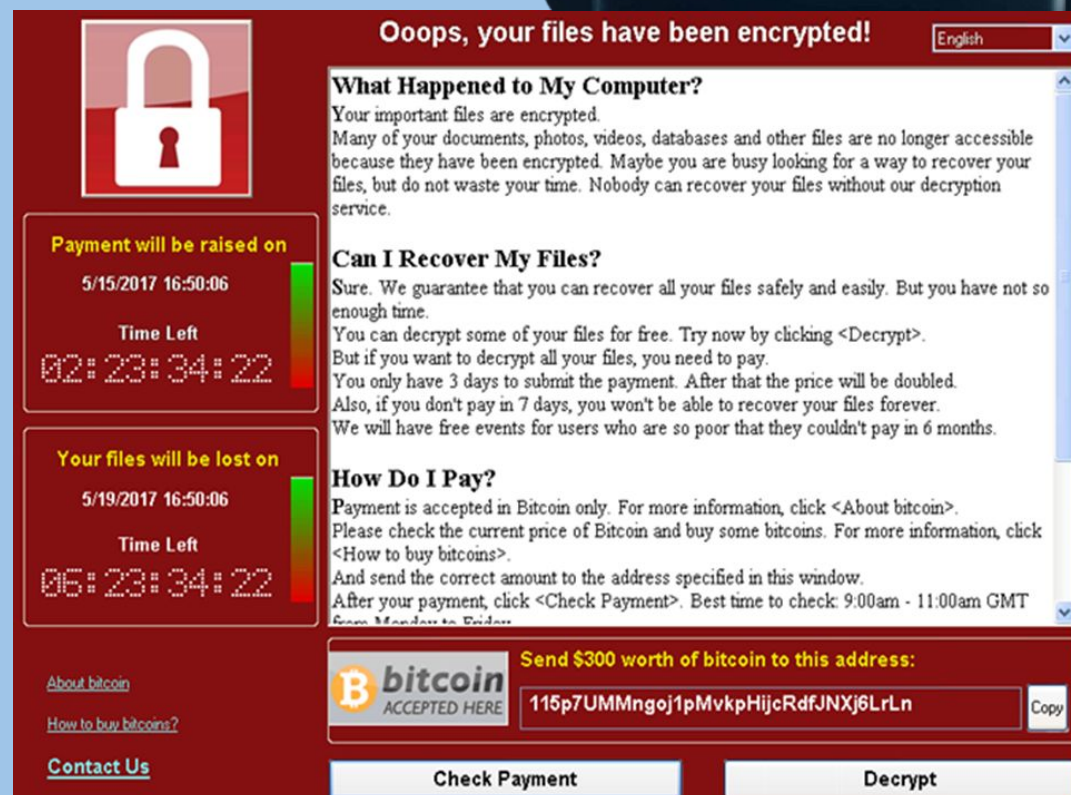 Ooops, your files have been encrypted!
English
What Happened to My Computer?
Your important files are encrypted.
Many of your documents, photos, videos, databases and other files are no longer accessible
because they have been encrypted. Maybe you are busy looking for a way to recover your
files, but do not waste your time. Nobody can recover your files without our decryption
service.
Can I Recover My Files?
Sure. We guarantee that you can recover all your files safely and easily. But you have not so
enough time.
You can decrypt some of your files for free. Try now by clicking <Decrypt>.
But if you want to decrypt all your files, you need to pay.
You only have 3 days to submit the payment. After that the price will be doubled.
Also, if you don't pay in 7 days, you won't be able to recover your files forever.
We will have free events for users who are so poor that they couldn't pay in 6 months.
How Do I Pay?
Payment is accepted in Bitcoin only. For more information, click <About bitcoin>.
Please check the current price of Bitcoin and buy some bitcoins. For more information, click
<How to buy bitcoins>.
And send the correct amount to the address specified in this window.
After your payment, click <Check Payment>. Best time to check: 9:00am - 11:00am GMT
from Monday to Friday
Payment will be raised on
5/15/2017 16:50:06
Time Left
02:23:34:22
Your files will be lost on
5/19/2017 16:50:06
Time Left
06:23:34:22
About bitcoin
How to buy bitcoins?
Contact Us
bitcoin
ACCEPTED HERE
Send $300 worth of bitcoin to this address:
115p7UMMngoj1pMvkpHijcRdfJNXj6LrLn
Copy
Check Payment
Decrypt